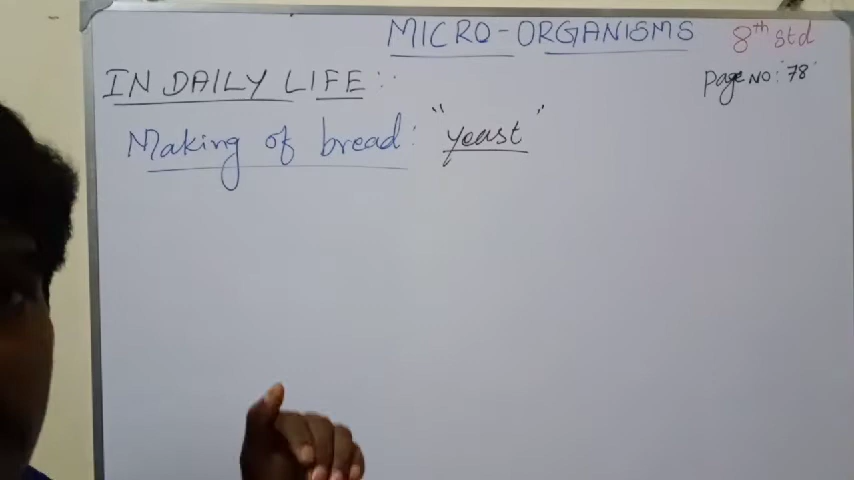 MICRO-ORGANISMS 8th std
IN DAILY LIFE:: Page NO: "78"
Making of bread: "yeast"